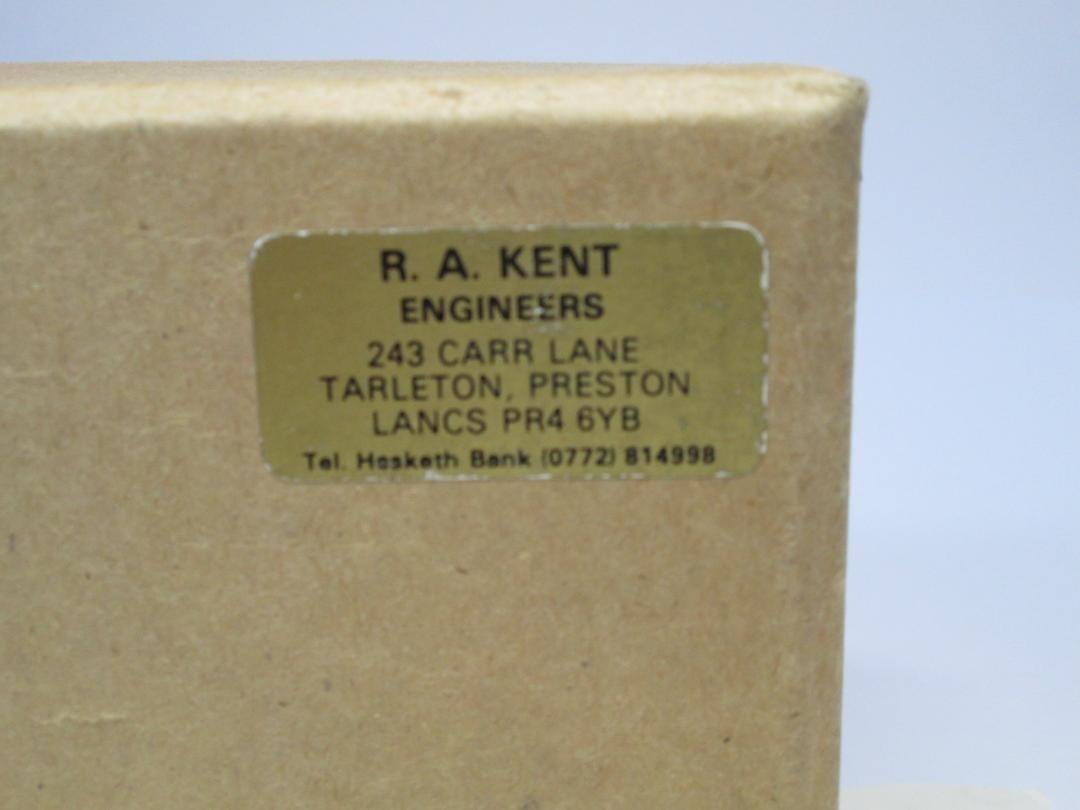 R. A. KENT
ENGINEERS
243 CARR LANE
TARLETON, PRESTON
LANCS PR4 6YB
Tel. Hesketh Bank (0772) 814998